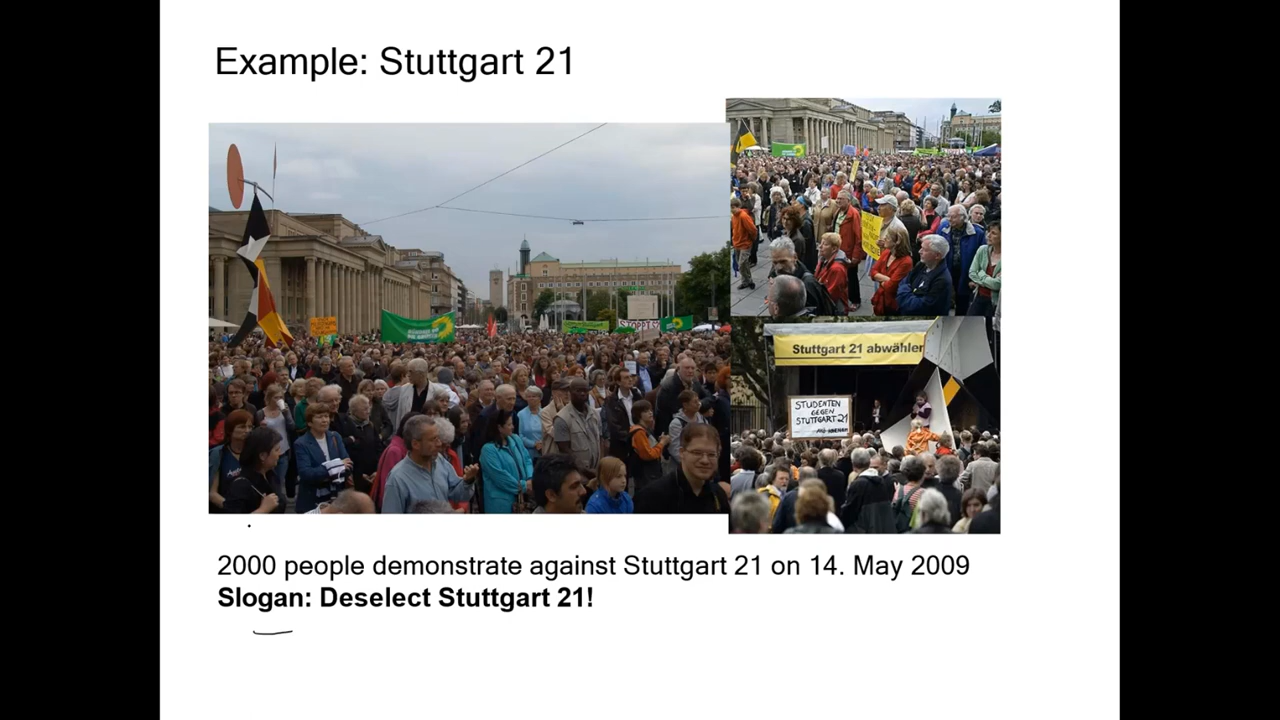 Example: Stuttgart 21
STOPPT
Stuttgart 21 abwählen
STUDENTEN
GEGEN
STUTTGART 21
2000 people demonstrate against Stuttgart 21 on 14. May 2009
Slogan: Deselect Stuttgart 21!